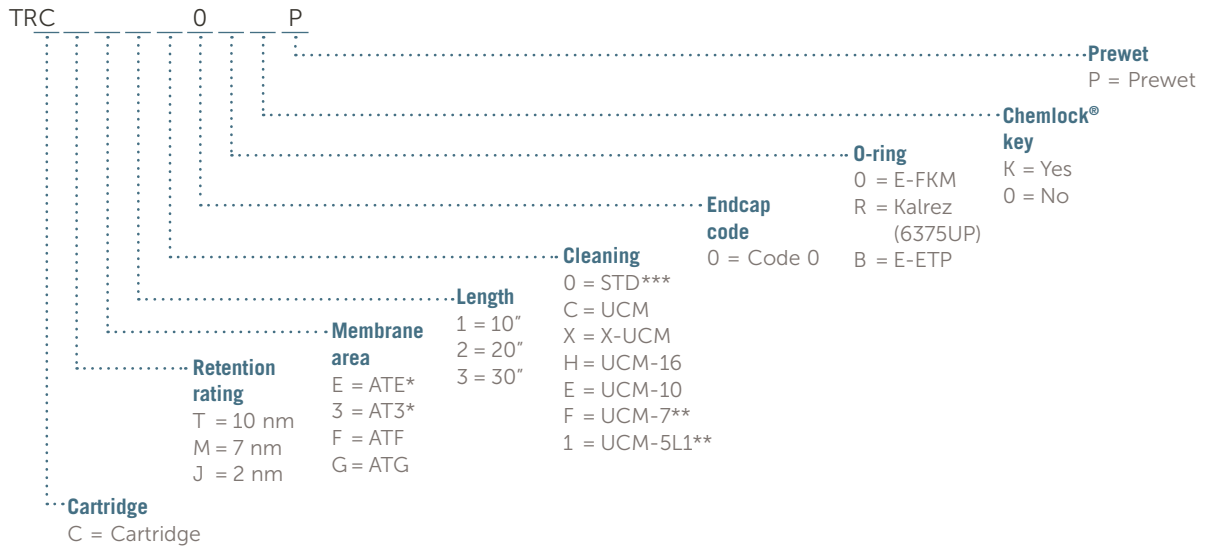 TRC 0 P
Prewet
P = Prewet
Chemlock®
key
K = Yes
0 = No
O-ring
0 = E-FKM
R = Kalrez
(6375UP)
B = E-ETP
Endcap
code
0 = Code 0
Cleaning
0 = STD***
C = UCM
X = X-UCM
H = UCM-16
E = UCM-10
F = UCM-7**
1 = UCM-5L1**
Length
1 = 10″
2 = 20″
3 = 30″
Membrane
area
E = ATE*
3 = AT3*
F = ATF
G = ATG
Retention
rating
T = 10 nm
M = 7 nm
J = 2 nm
Cartridge
C = Cartridge